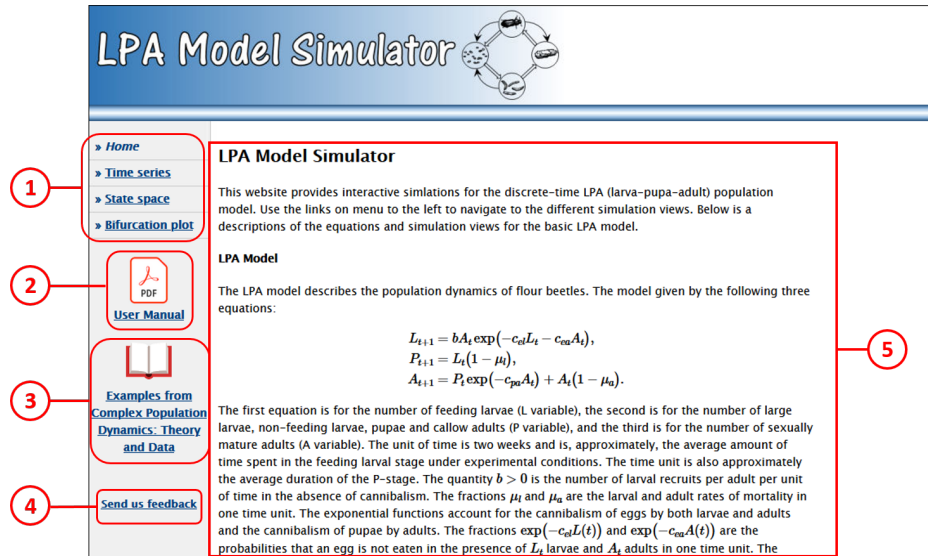 LPA Model Simulator
1
» Home
» Time series
» State space
» Bifurcation plot
2
PDF
User Manual
3
Examples from
Complex Population
Dynamics: Theory
and Data
4
Send us feedback
5
LPA Model Simulator
This website provides interactive simlations for the discrete-time LPA (larva-pupa-adult) population
model. Use the links on menu to the left to navigate to the different simulation views. Below is a
descriptions of the equations and simulation views for the basic LPA model.
LPA Model
The LPA model describes the population dynamics of flour beetles. The model given by the following three
equations:
L_{t+1} = bA_t exp(−c_{el}L_t − c_{ea}A_t),
P_{t+1} = L_t(1 − μ_l),
A_{t+1} = P_t exp(−c_{pa}A_t) + A_t(1 − μ_a).
The first equation is for the number of feeding larvae (L variable), the second is for the number of large
larvae, non-feeding larvae, pupae and callow adults (P variable), and the third is for the number of sexually
mature adults (A variable). The unit of time is two weeks and is, approximately, the average amount of
time spent in the feeding larval stage under experimental conditions. The time unit is also approximately
the average duration of the P-stage. The quantity b > 0 is the number of larval recruits per adult per unit
of time in the absence of cannibalism. The fractions μ_l and μ_a are the larval and adult rates of mortality in
one time unit. The exponential functions account for the cannibalism of eggs by both larvae and adults
and the cannibalism of pupae by adults. The fractions exp(−c_{el}L(t)) and exp(−c_{ea}A(t)) are the
probabilities that an egg is not eaten in the presence of L_t larvae and A_t adults in one time unit. The